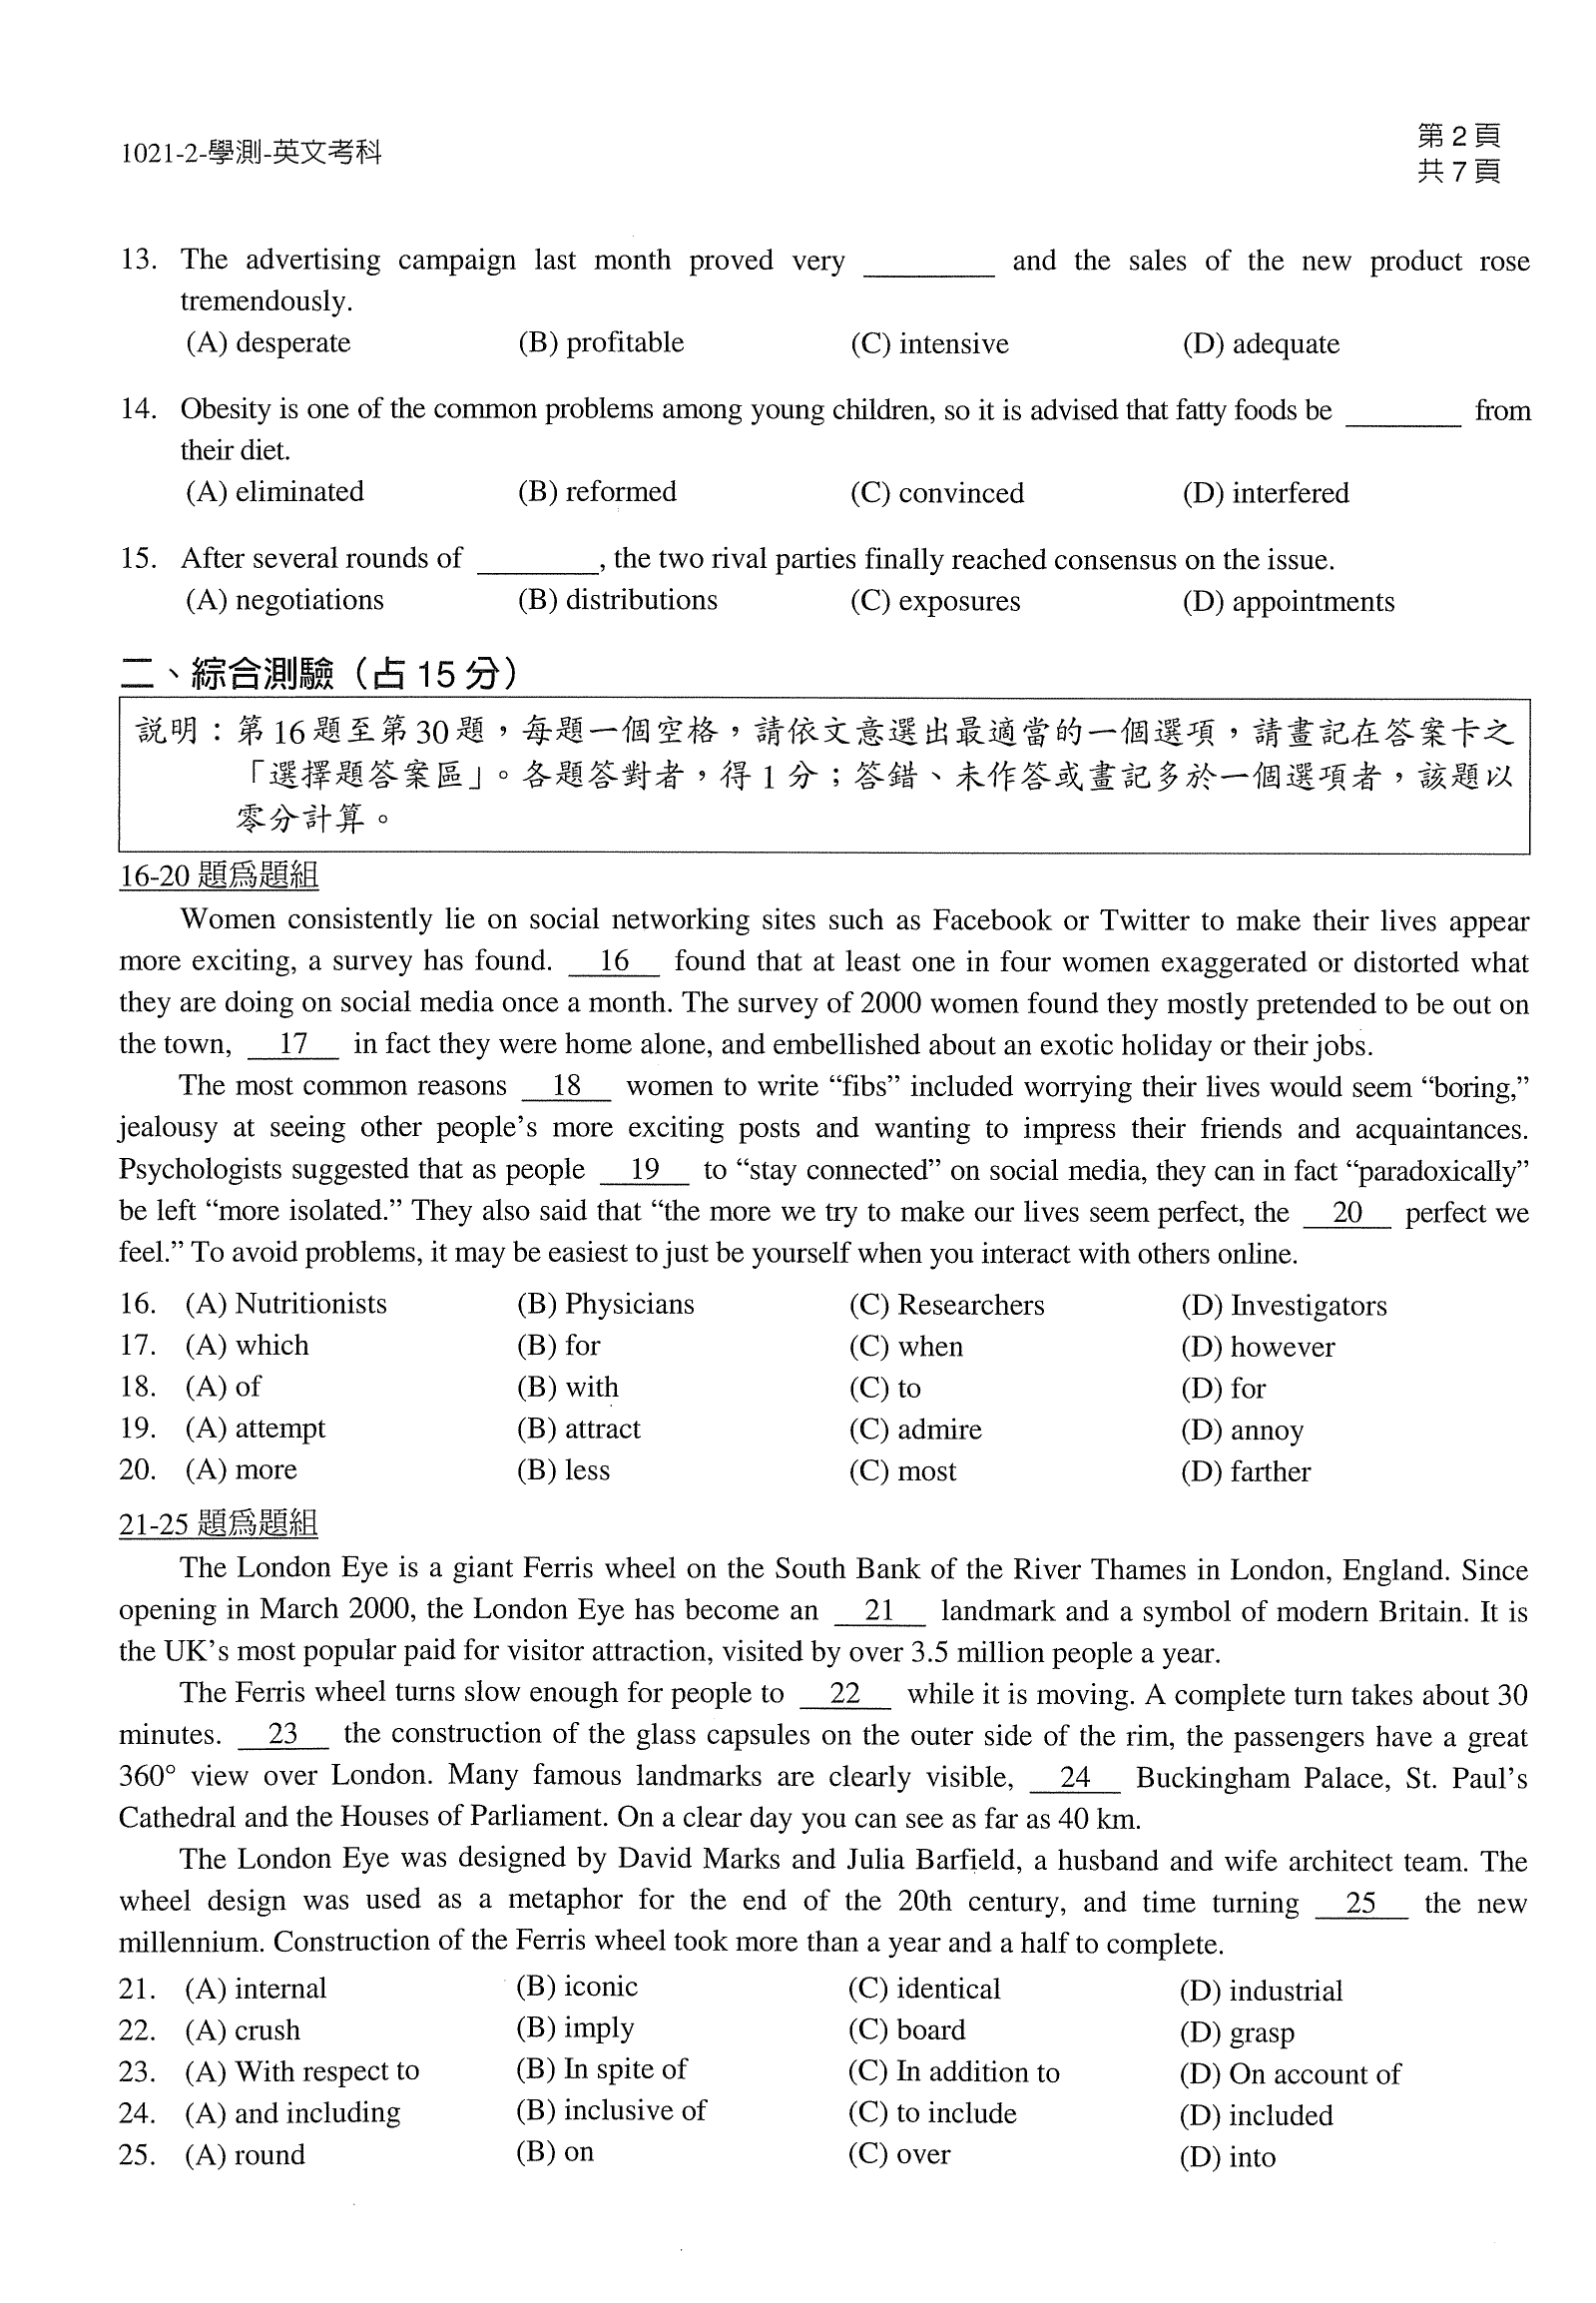 1021-2-學測-英文考科
第 2 頁
共 7 頁
13. The advertising campaign last month proved very ________ and the sales of the new product rose
tremendously.
(A) desperate (B) profitable (C) intensive (D) adequate
14. Obesity is one of the common problems among young children, so it is advised that fatty foods be ________ from
their diet.
(A) eliminated (B) reformed (C) convinced (D) interfered
15. After several rounds of ________, the two rival parties finally reached consensus on the issue.
(A) negotiations (B) distributions (C) exposures (D) appointments
二、綜合測驗（占 15 分）
說明：第 16 題至第 30 題，每題一個空格，請依文意選出最適當的一個選項，請畫記在答案卡之
「選擇題答案區」。各題答對者，得 1 分；答錯、未作答或畫記多於一個選項者，該題以
零分計算。
16-20 題為題組
Women consistently lie on social networking sites such as Facebook or Twitter to make their lives appear
more exciting, a survey has found. 16 found that at least one in four women exaggerated or distorted what
they are doing on social media once a month. The survey of 2000 women found they mostly pretended to be out on
the town, 17 in fact they were home alone, and embellished about an exotic holiday or their jobs.
The most common reasons 18 women to write “fibs” included worrying their lives would seem “boring,”
jealousy at seeing other people’s more exciting posts and wanting to impress their friends and acquaintances.
Psychologists suggested that as people 19 to “stay connected” on social media, they can in fact “paradoxically”
be left “more isolated.” They also said that “the more we try to make our lives seem perfect, the 20 perfect we
feel.” To avoid problems, it may be easiest to just be yourself when you interact with others online.
16. (A) Nutritionists (B) Physicians (C) Researchers (D) Investigators
17. (A) which (B) for (C) when (D) however
18. (A) of (B) with (C) to (D) for
19. (A) attempt (B) attract (C) admire (D) annoy
20. (A) more (B) less (C) most (D) farther
21-25 題為題組
The London Eye is a giant Ferris wheel on the South Bank of the River Thames in London, England. Since
opening in March 2000, the London Eye has become an 21 landmark and a symbol of modern Britain. It is
the UK’s most popular paid for visitor attraction, visited by over 3.5 million people a year.
The Ferris wheel turns slow enough for people to 22 while it is moving. A complete turn takes about 30
minutes. 23 the construction of the glass capsules on the outer side of the rim, the passengers have a great
360° view over London. Many famous landmarks are clearly visible, 24 Buckingham Palace, St. Paul’s
Cathedral and the Houses of Parliament. On a clear day you can see as far as 40 km.
The London Eye was designed by David Marks and Julia Barfield, a husband and wife architect team. The
wheel design was used as a metaphor for the end of the 20th century, and time turning 25 the new
millennium. Construction of the Ferris wheel took more than a year and a half to complete.
21. (A) internal (B) iconic (C) identical (D) industrial
22. (A) crush (B) imply (C) board (D) grasp
23. (A) With respect to (B) In spite of (C) In addition to (D) On account of
24. (A) and including (B) inclusive of (C) to include (D) included
25. (A) round (B) on (C) over (D) into